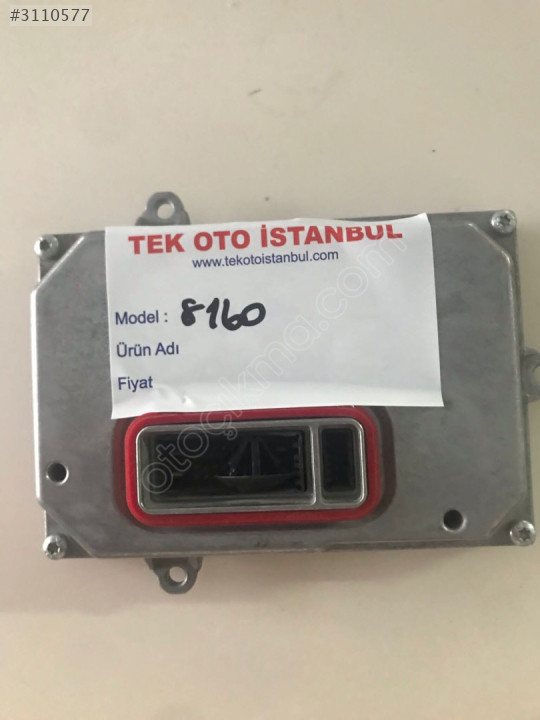 #3110577
TEK OTO İSTANBUL
www.tekotoistanbul.com
Model : 8160
Ürün Adı
Fiyat
otoçıkma.com